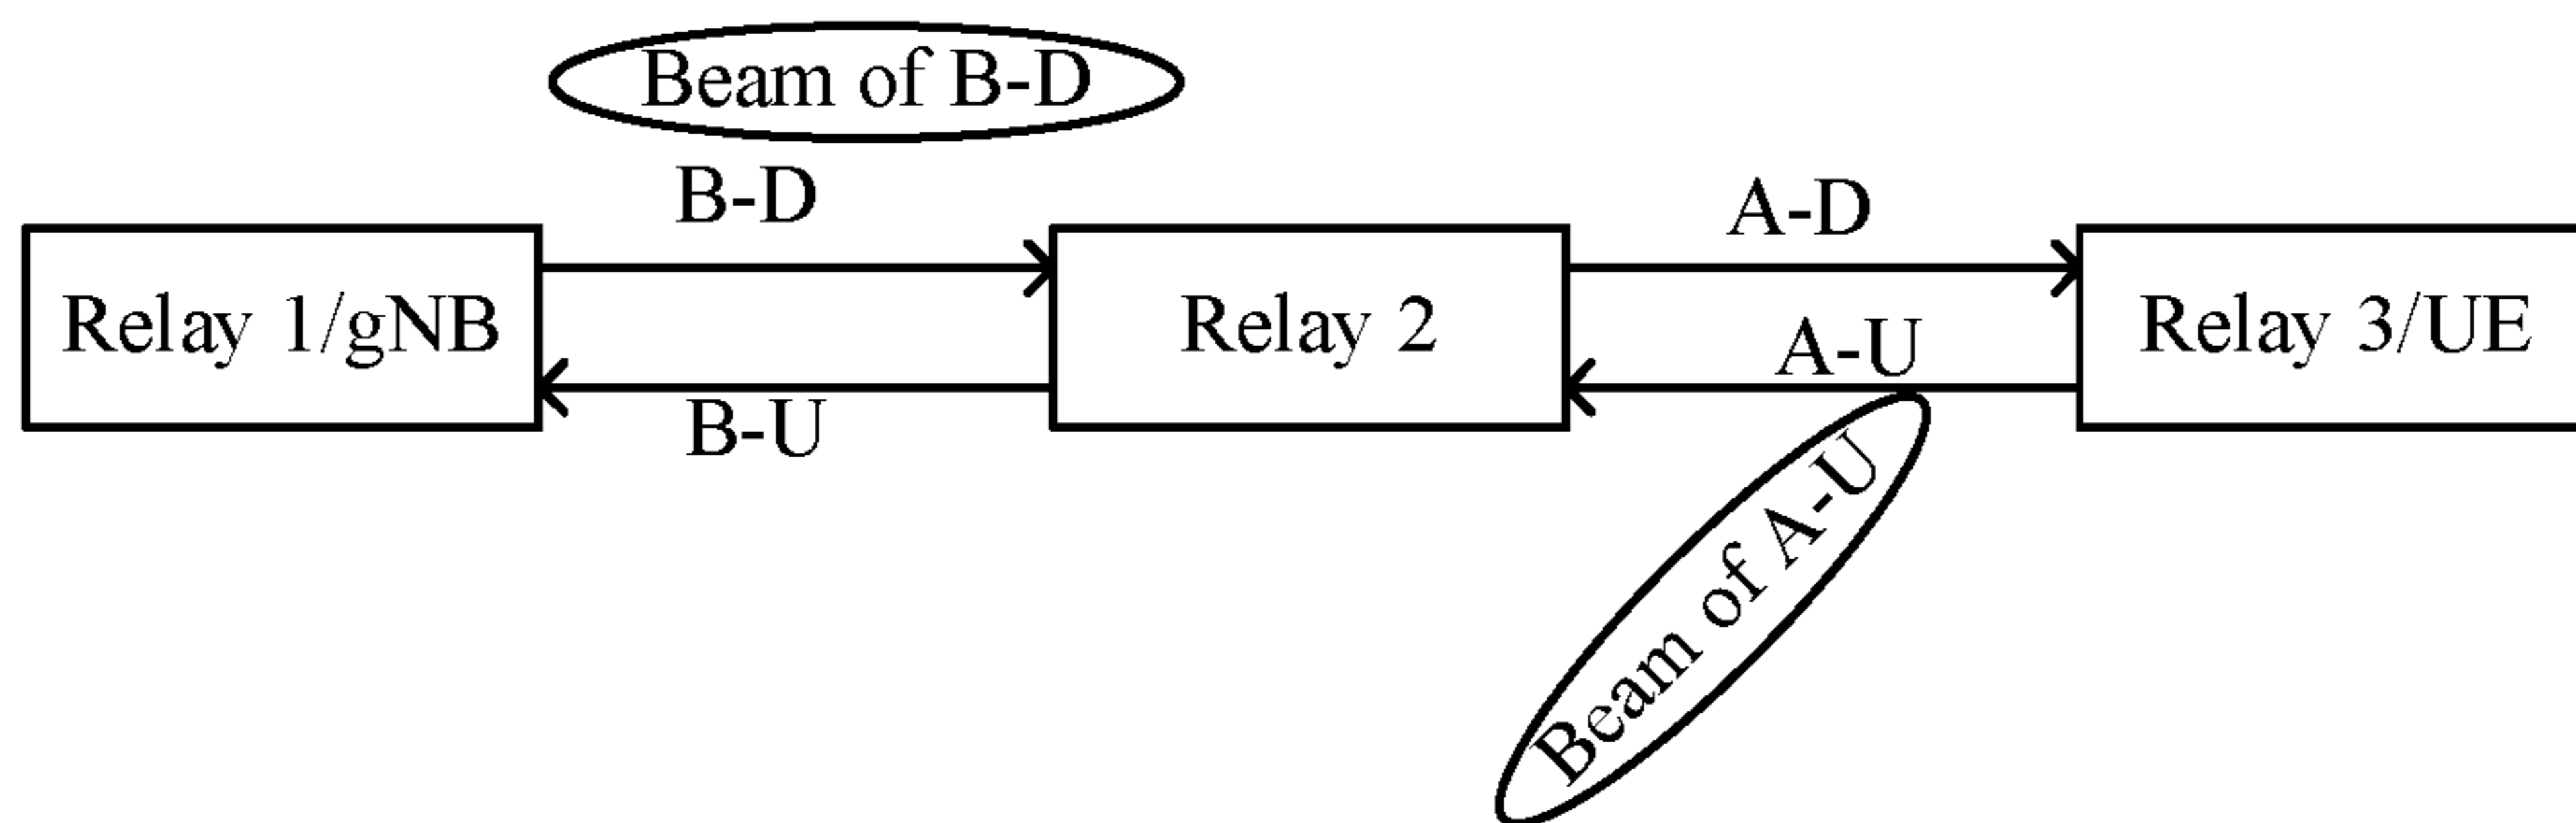 Beam of B-D
B-D
A-D
Relay 1/gNB
Relay 2
A-U
Relay 3/UE
B-U
Beam of A-U